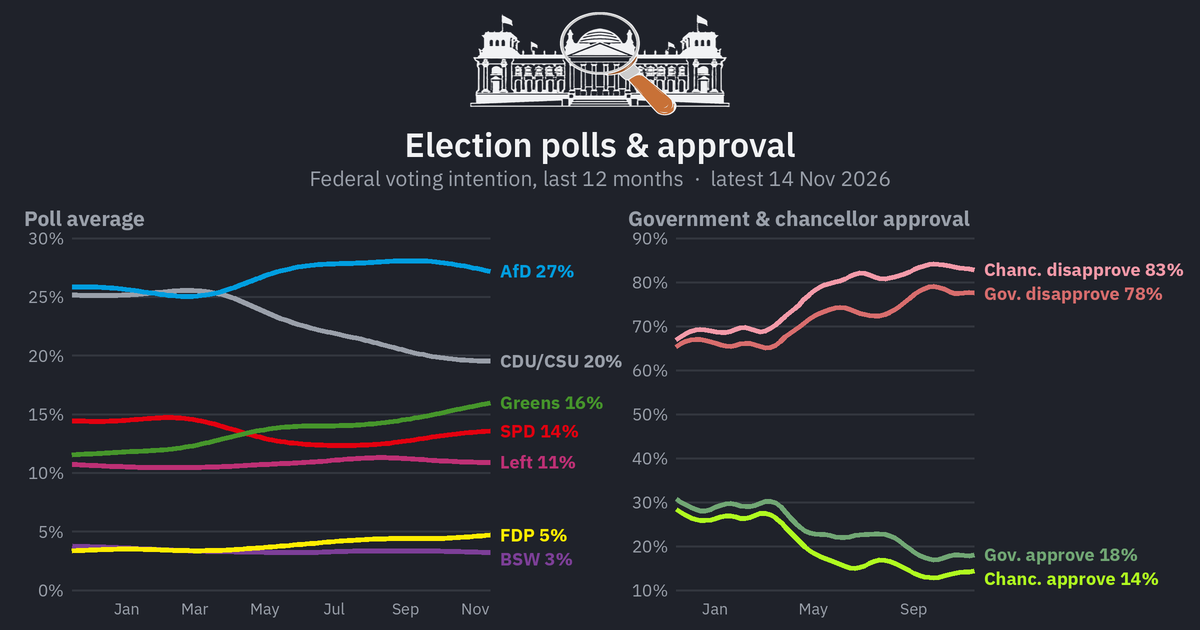 Election polls & approval
Federal voting intention, last 12 months · latest 14 Nov 2026
Poll average
30%
25%
20%
15%
10%
5%
0%
Jan Mar May Jul Sep Nov
AfD 27%
CDU/CSU 20%
Greens 16%
SPD 14%
Left 11%
FDP 5%
BSW 3%
Government & chancellor approval
90%
80%
70%
60%
50%
40%
30%
20%
10%
Jan May Sep
Chanc. disapprove 83%
Gov. disapprove 78%
Gov. approve 18%
Chanc. approve 14%